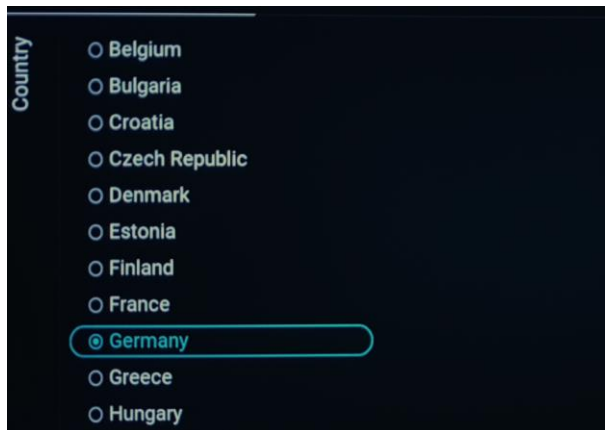 Country
Belgium
Bulgaria
Croatia
Czech Republic
Denmark
Estonia
Finland
France
Germany
Greece
Hungary